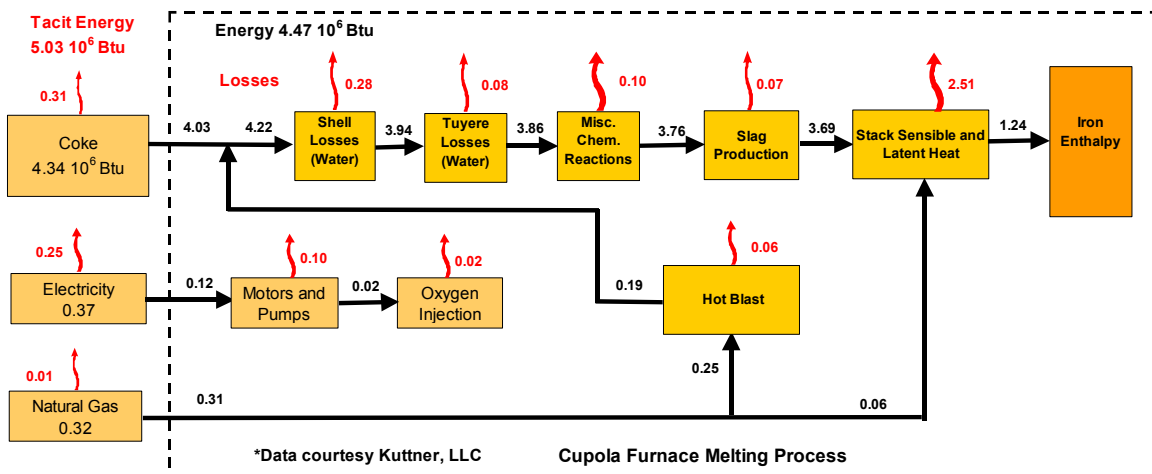 Tacit Energy
5.03 10⁶ Btu
Energy 4.47 10⁶ Btu
Losses
0.31
0.28
0.08
0.10
0.07
2.51
Coke
4.34 10⁶ Btu
4.03
4.22
Shell
Losses
(Water)
3.94
Tuyere
Losses
(Water)
3.86
Misc.
Chem.
Reactions
3.76
Slag
Production
3.69
Stack Sensible and
Latent Heat
1.24
Iron
Enthalpy
0.25
0.10
0.02
0.06
Electricity
0.37
0.12
Motors and
Pumps
0.02
Oxygen
Injection
0.19
Hot Blast
0.25
0.01
Natural Gas
0.32
0.31
0.06
*Data courtesy Kuttner, LLC
Cupola Furnace Melting Process